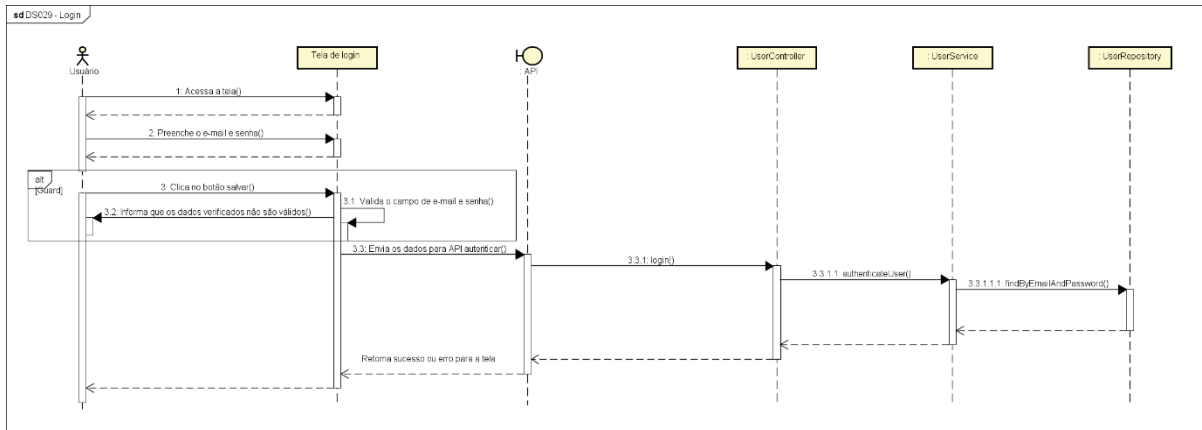 sd DS029 - Login
: Usuário
Tela de login
: API
: UserController
: UserService
: UserRepository
1: Acessa a tela()
2: Preenche o e-mail e senha()
alt
[Guard]
3: Clica no botão salvar()
3.1: Valida o campo de e-mail e senha()
3.2: Informa que os dados verificados não são válidos()
3.3: Envia os dados para API autenticar()
3.3.1: login()
3.3.1.1: authenticateUser()
3.3.1.1.1: findByEmailAndPassword()
Retorna sucesso ou erro para a tela